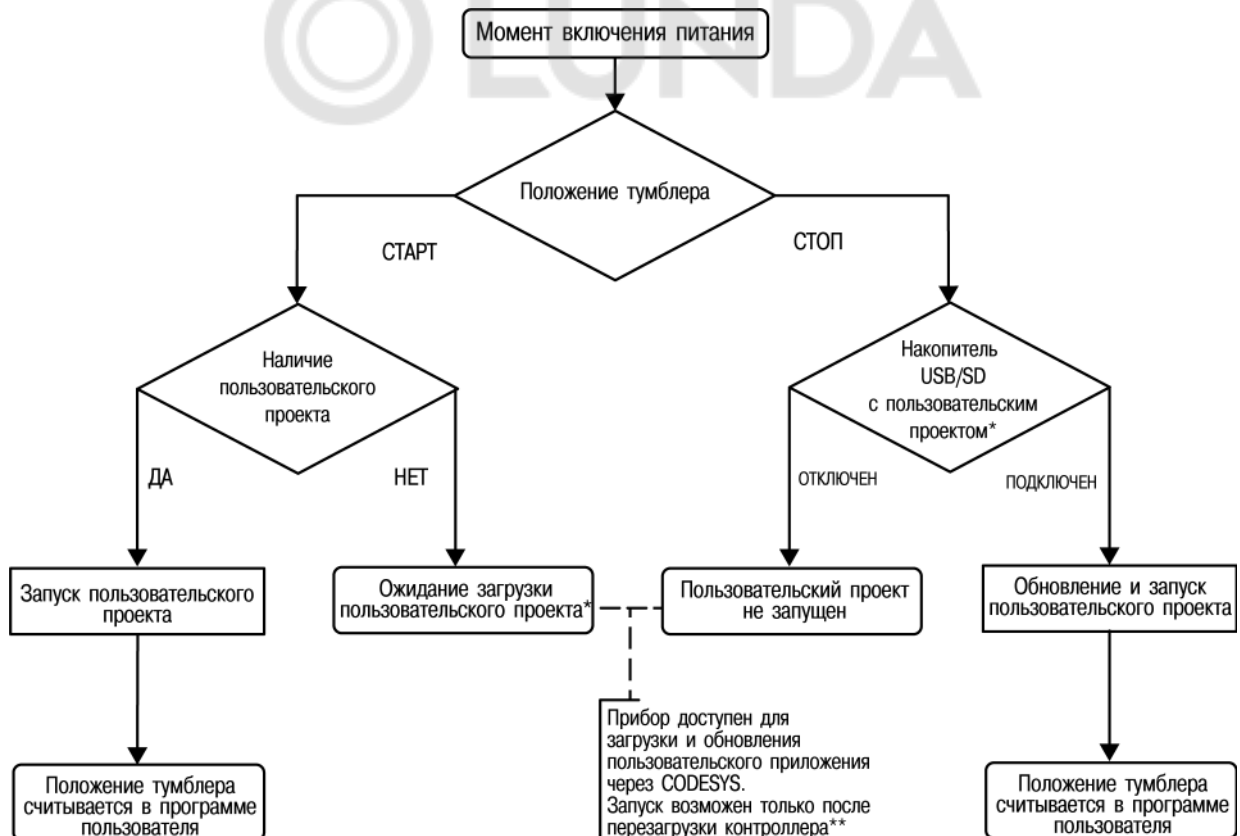 LUNDA
Момент включения питания
Положение тумблера
СТАРТ
СТОП
Наличие
пользовательского
проекта
Накопитель
USB/SD
с пользовательским
проектом*
ДА
НЕТ
ОТКЛЮЧЕН
ПОДКЛЮЧЕН
Запуск пользовательского
проекта
Ожидание загрузки
пользовательского проекта*
Пользовательский проект
не запущен
Обновление и запуск
пользовательского проекта
Прибор доступен для
загрузки и обновления
пользовательского приложения
через CODESYS.
Запуск возможен только после
перезагрузки контроллера**
Положение тумблера
считывается в программе
пользователя
Положение тумблера
считывается в программе
пользователя